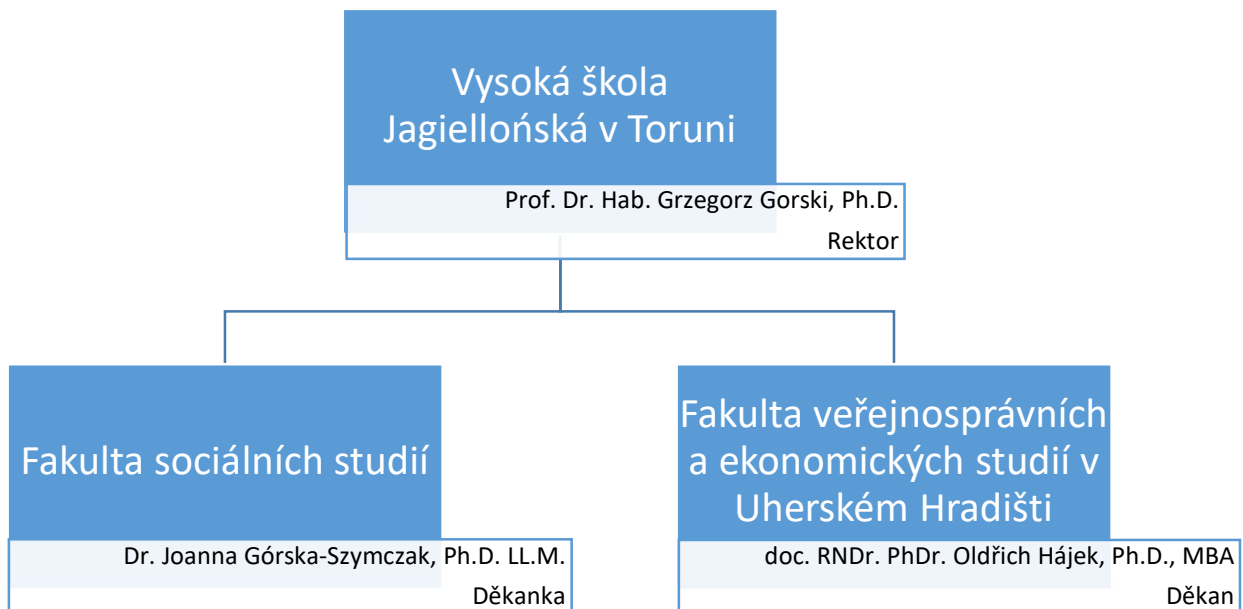 Vysoká škola
Jagiellońská v Toruni
Prof. Dr. Hab. Grzegorz Gorski, Ph.D.
Rektor
Fakulta sociálních studií
Dr. Joanna Górska-Szymczak, Ph.D. LL.M.
Děkanka
Fakulta veřejnosprávních
a ekonomických studií v
Uherském Hradišti
doc. RNDr. PhDr. Oldřich Hájek, Ph.D., MBA
Děkan